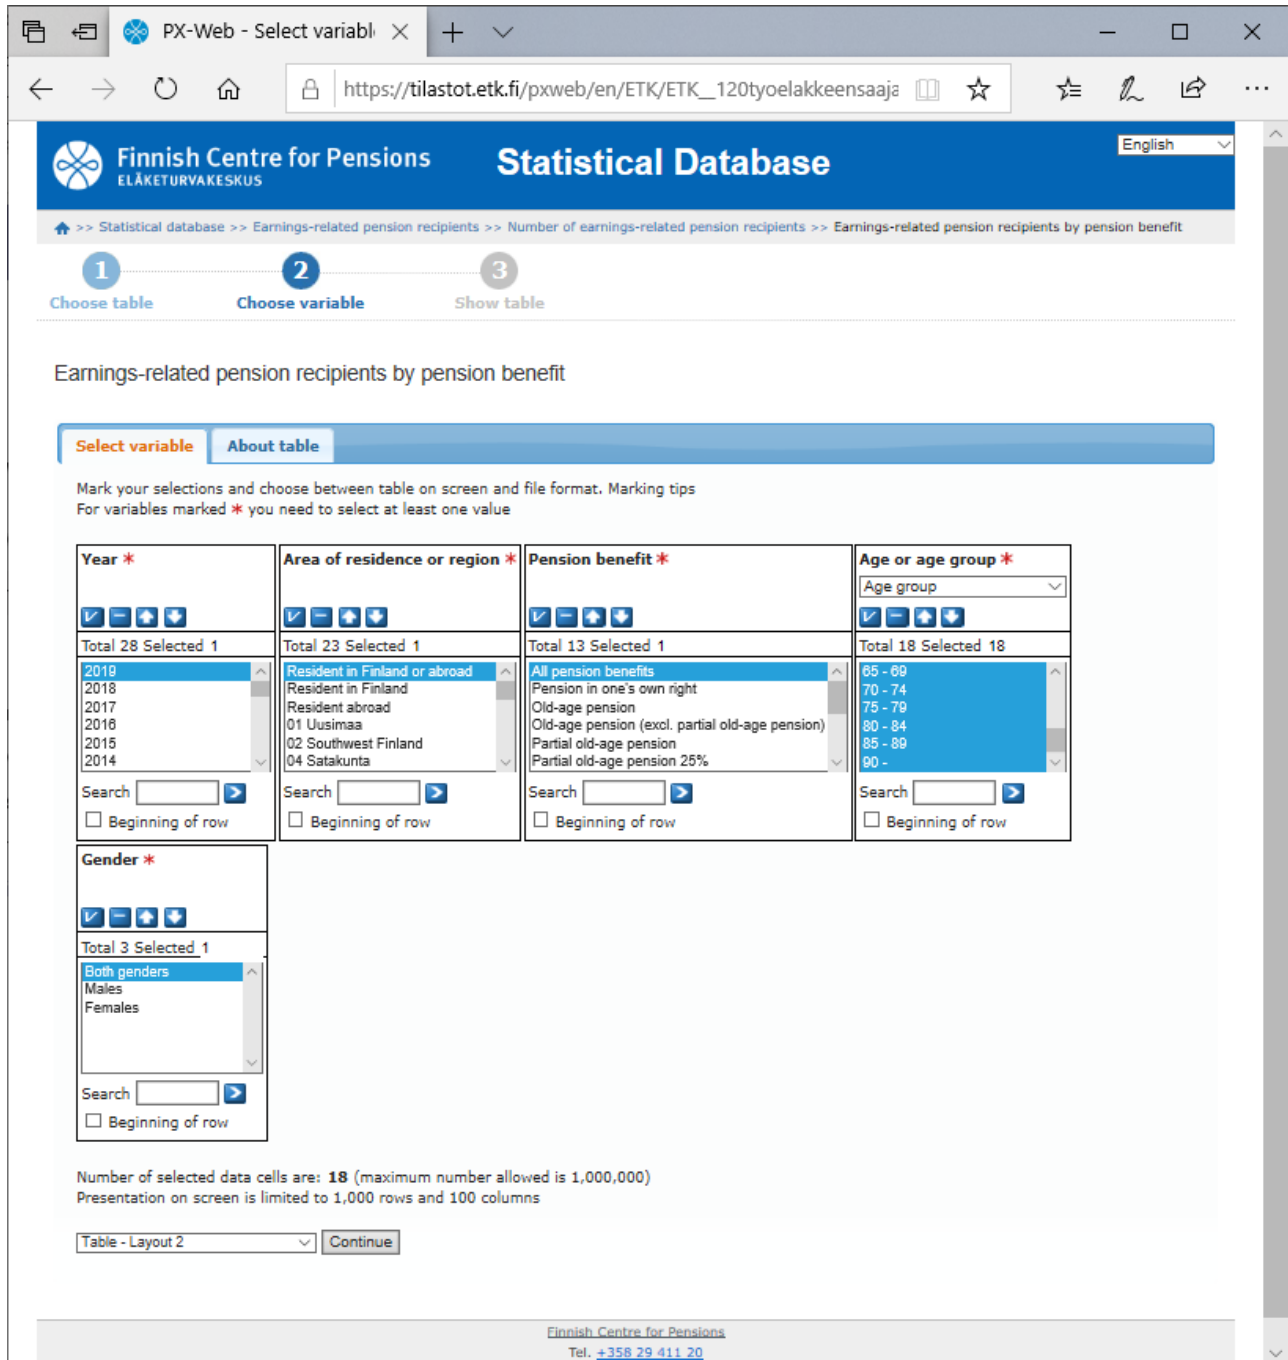 PX-Web - Select variabl
https://tilastot.etk.fi/pxweb/en/ETK/ETK__120tyoelakkeensaaja
Finnish Centre for Pensions
ELÄKETURVAKESKUS
Statistical Database
English
>> Statistical database >> Earnings-related pension recipients >> Number of earnings-related pension recipients >> Earnings-related pension recipients by pension benefit
1 2 3
Choose table Choose variable Show table
Earnings-related pension recipients by pension benefit
Select variable About table
Mark your selections and choose between table on screen and file format. Marking tips
For variables marked * you need to select at least one value
Year *
Total 28 Selected 1
2019
2018
2017
2016
2015
2014
Search
Beginning of row
Area of residence or region *
Total 23 Selected 1
Resident in Finland or abroad
Resident in Finland
Resident abroad
01 Uusimaa
02 Southwest Finland
04 Satakunta
Search
Beginning of row
Pension benefit *
Total 13 Selected 1
All pension benefits
Pension in one's own right
Old-age pension
Old-age pension (excl. partial old-age pension)
Partial old-age pension
Partial old-age pension 25%
Search
Beginning of row
Age or age group *
Age group
Total 18 Selected 18
65 - 69
70 - 74
75 - 79
80 - 84
85 - 89
90 -
Search
Beginning of row
Gender *
Total 3 Selected 1
Both genders
Males
Females
Search
Beginning of row
Number of selected data cells are: 18 (maximum number allowed is 1,000,000)
Presentation on screen is limited to 1,000 rows and 100 columns
Table - Layout 2 Continue
Finnish Centre for Pensions
Tel. +358 29 411 20